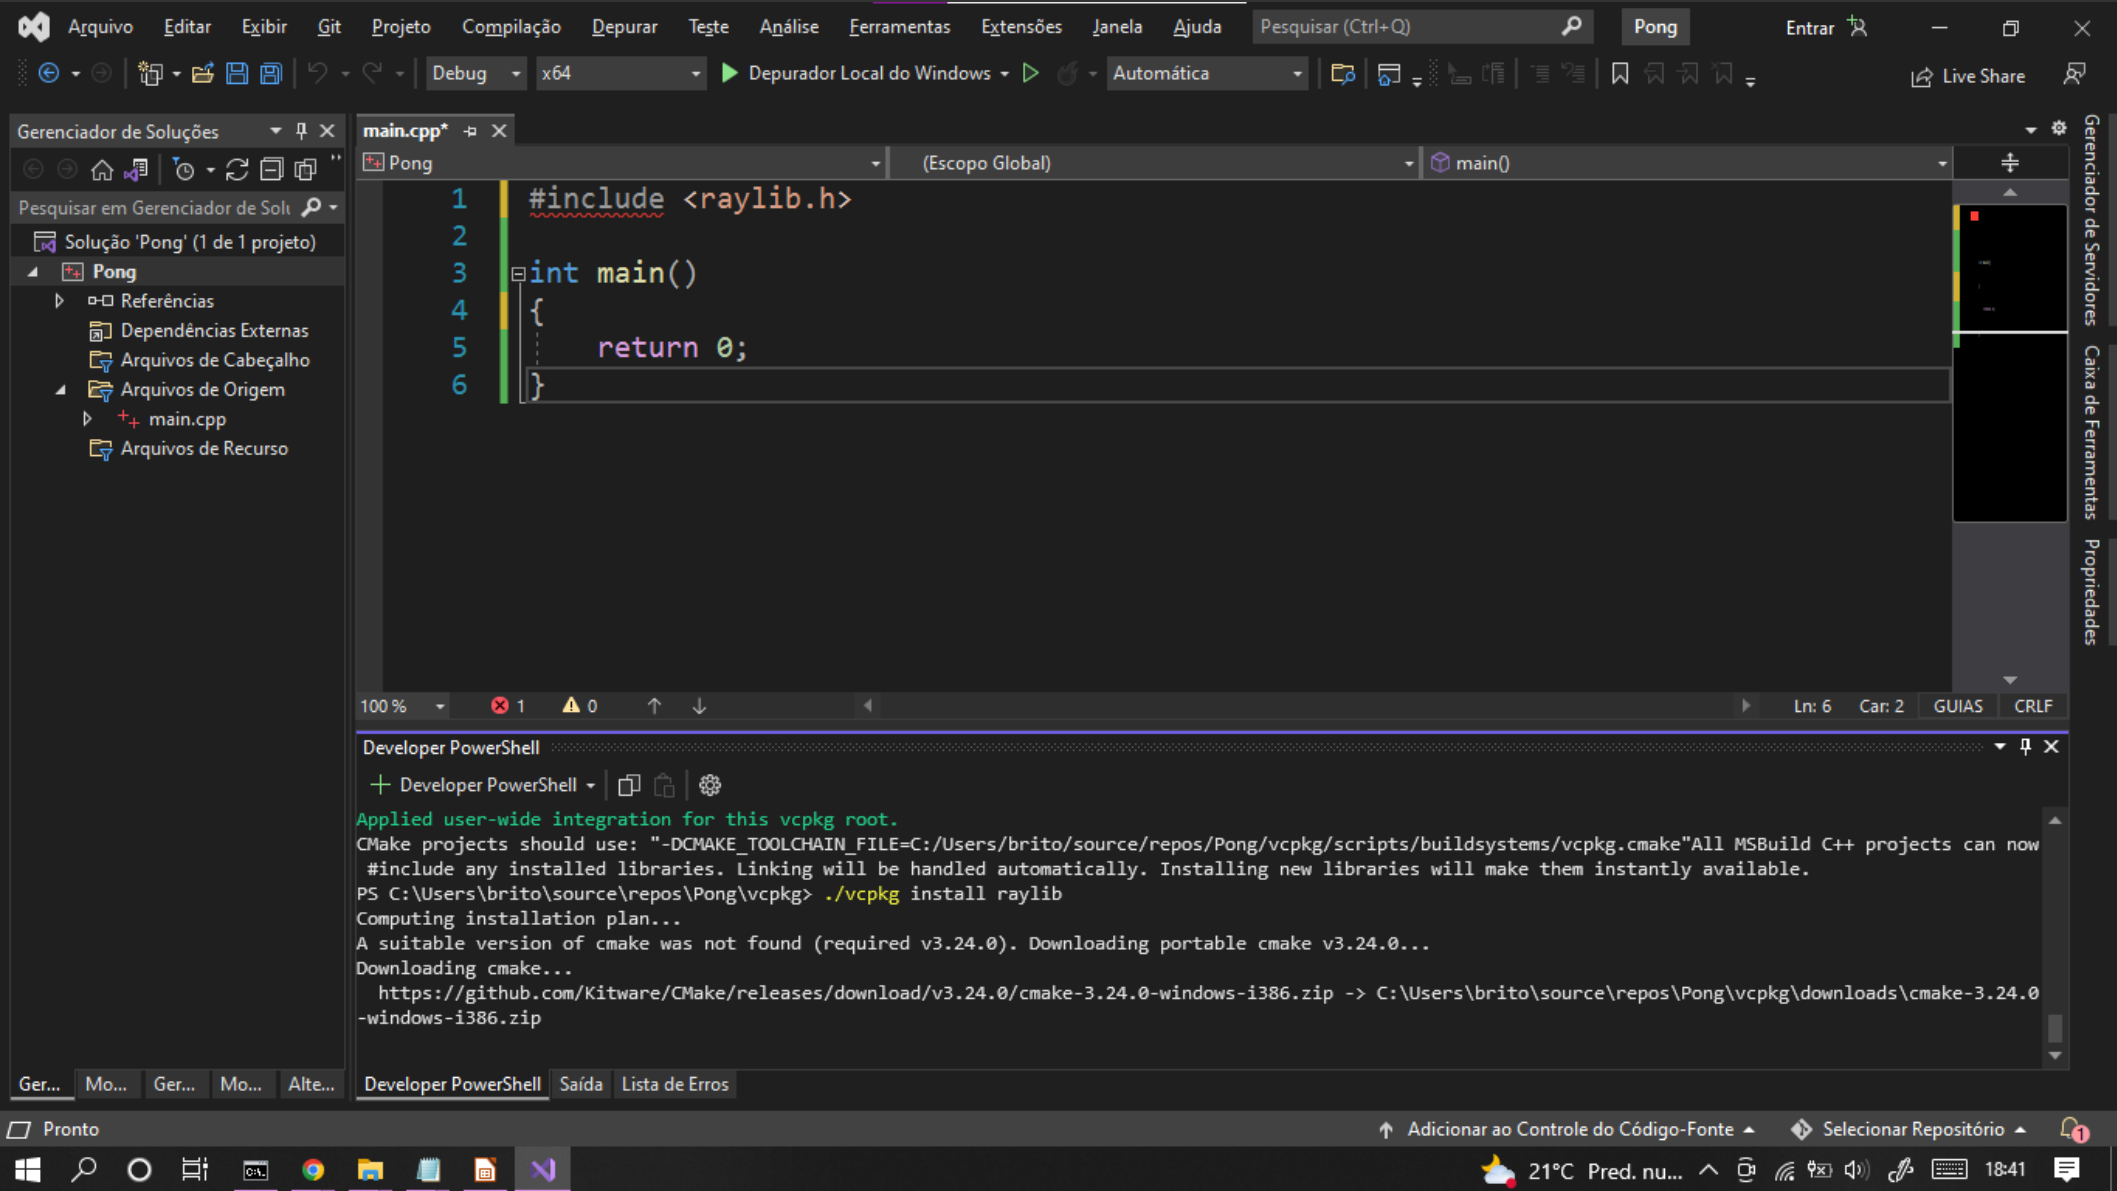 Arquivo Editar Exibir Git Projeto Compilação Depurar Teste Análise Ferramentas Extensões Janela Ajuda Pesquisar (Ctrl+Q) Pong Entrar
Debug x64 Depurador Local do Windows Automática Live Share
Gerenciador de Soluções
Pesquisar em Gerenciador de Solu
Solução 'Pong' (1 de 1 projeto)
Pong
Referências
Dependências Externas
Arquivos de Cabeçalho
Arquivos de Origem
main.cpp
Arquivos de Recurso
Ger... Mo... Ger... Mo... Alte...
main.cpp*
Pong (Escopo Global) main()
1 #include <raylib.h>
2
3 int main()
4 {
5 return 0;
6 }
100 % 1 0 Ln: 6 Car: 2 GUIAS CRLF
Developer PowerShell
Developer PowerShell
Applied user-wide integration for this vcpkg root.
CMake projects should use: "-DCMAKE_TOOLCHAIN_FILE=C:/Users/brito/source/repos/Pong/vcpkg/scripts/buildsystems/vcpkg.cmake"All MSBuild C++ projects can now
#include any installed libraries. Linking will be handled automatically. Installing new libraries will make them instantly available.
PS C:\Users\brito\source\repos\Pong\vcpkg> ./vcpkg install raylib
Computing installation plan...
A suitable version of cmake was not found (required v3.24.0). Downloading portable cmake v3.24.0...
Downloading cmake...
https://github.com/Kitware/CMake/releases/download/v3.24.0/cmake-3.24.0-windows-i386.zip -> C:\Users\brito\source\repos\Pong\vcpkg\downloads\cmake-3.24.0
-windows-i386.zip
Developer PowerShell Saída Lista de Erros
Gerenciador de Servidores
Caixa de Ferramentas
Propriedades
Pronto Adicionar ao Controle do Código-Fonte Selecionar Repositório 1
21°C Pred. nu... 18:41